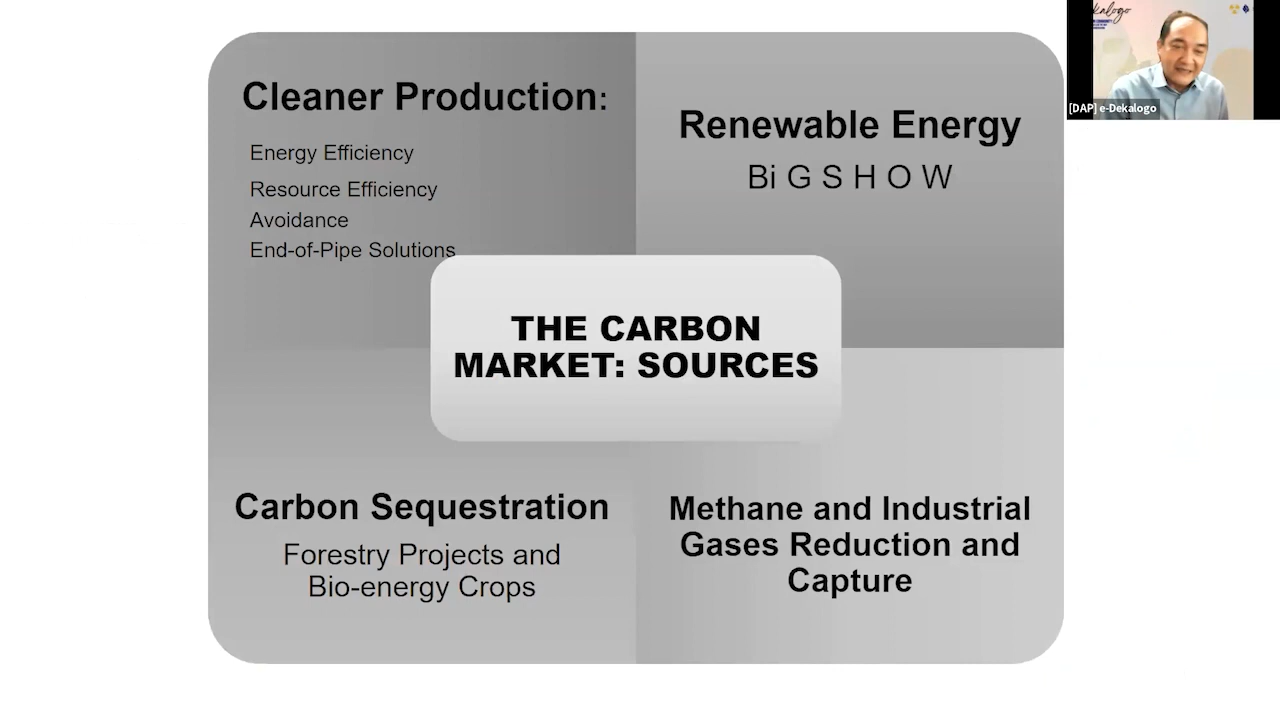 Cleaner Production:
Energy Efficiency
Resource Efficiency
Avoidance
End-of-Pipe Solutions
Renewable Energy
Bi G S H O W
THE CARBON
MARKET: SOURCES
Carbon Sequestration
Forestry Projects and
Bio-energy Crops
Methane and Industrial
Gases Reduction and
Capture
[DAP] e-Dekalogo